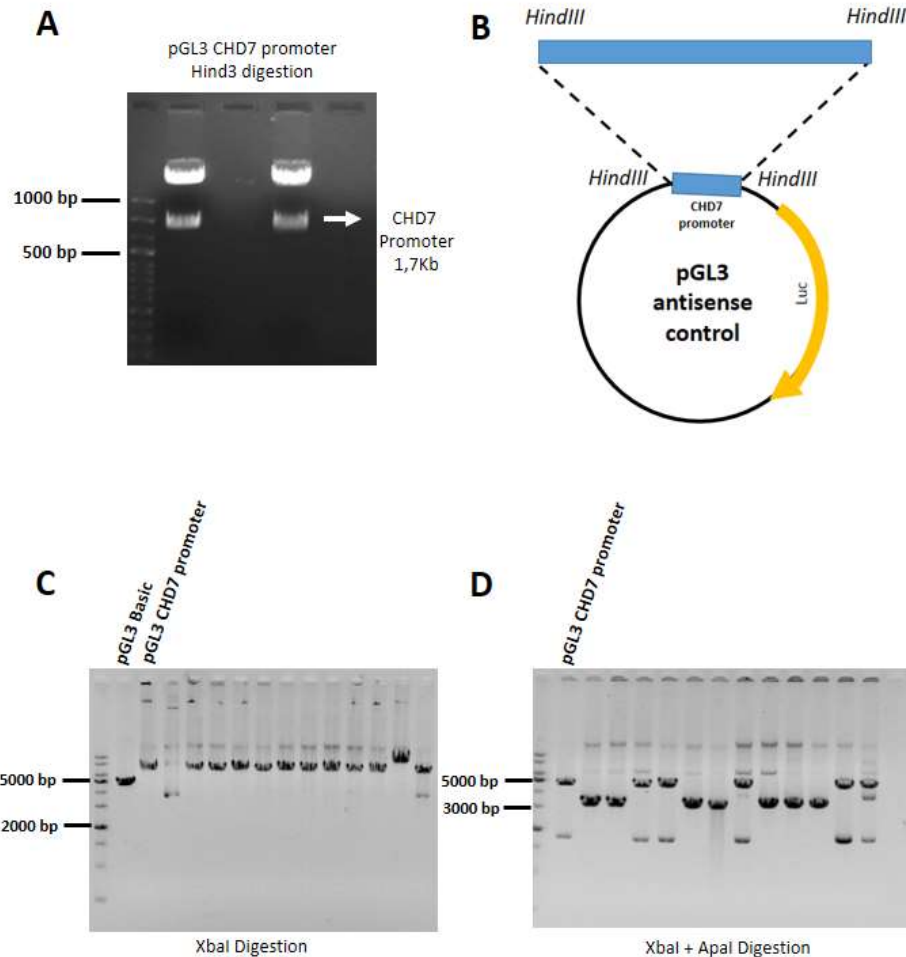 A
pGL3 CHD7 promoter
Hind3 digestion
1000 bp
500 bp
CHD7
Promoter
1,7Kb
B
HindIII
HindIII
HindIII
HindIII
CHD7
promoter
pGL3
antisense
control
Luc
C
pGL3 Basic
pGL3 CHD7 promoter
5000 bp
2000 bp
XbaI Digestion
D
pGL3 CHD7 promoter
5000 bp
3000 bp
XbaI + ApaI Digestion